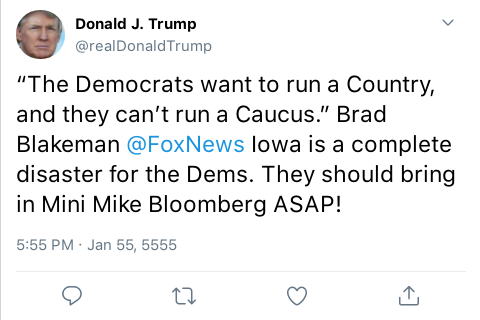 Donald J. Trump
@realDonaldTrump
“The Democrats want to run a Country,
and they can’t run a Caucus.” Brad
Blakeman @FoxNews Iowa is a complete
disaster for the Dems. They should bring
in Mini Mike Bloomberg ASAP!
5:55 PM · Jan 55, 5555